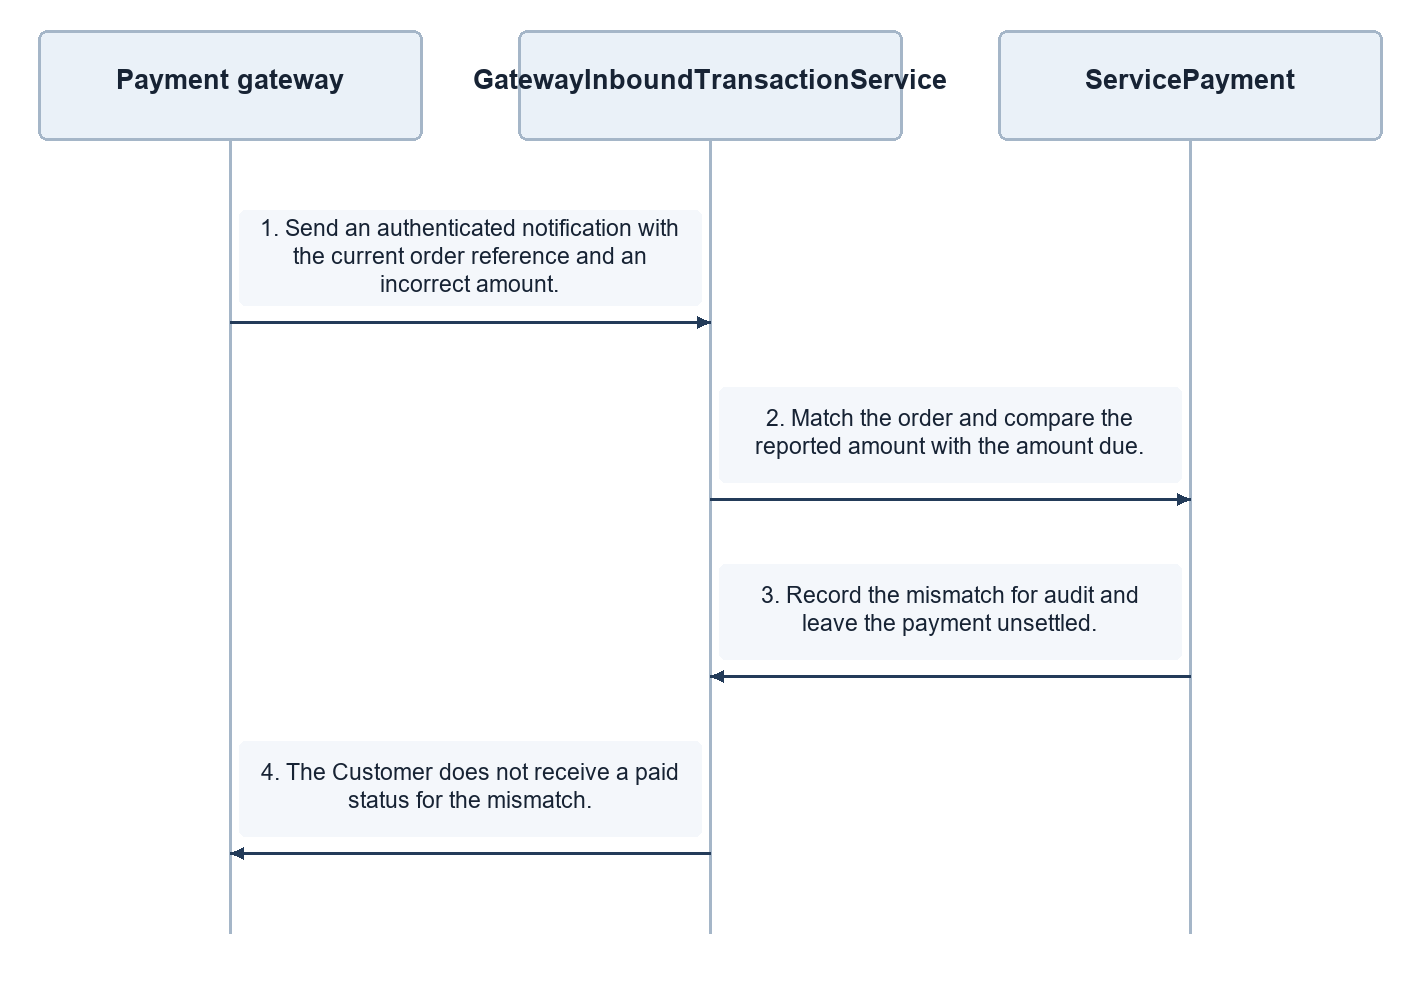 Payment gateway
GatewayInboundTransactionService
ServicePayment
1. Send an authenticated notification with
the current order reference and an
incorrect amount.
2. Match the order and compare the
reported amount with the amount due.
3. Record the mismatch for audit and
leave the payment unsettled.
4. The Customer does not receive a paid
status for the mismatch.